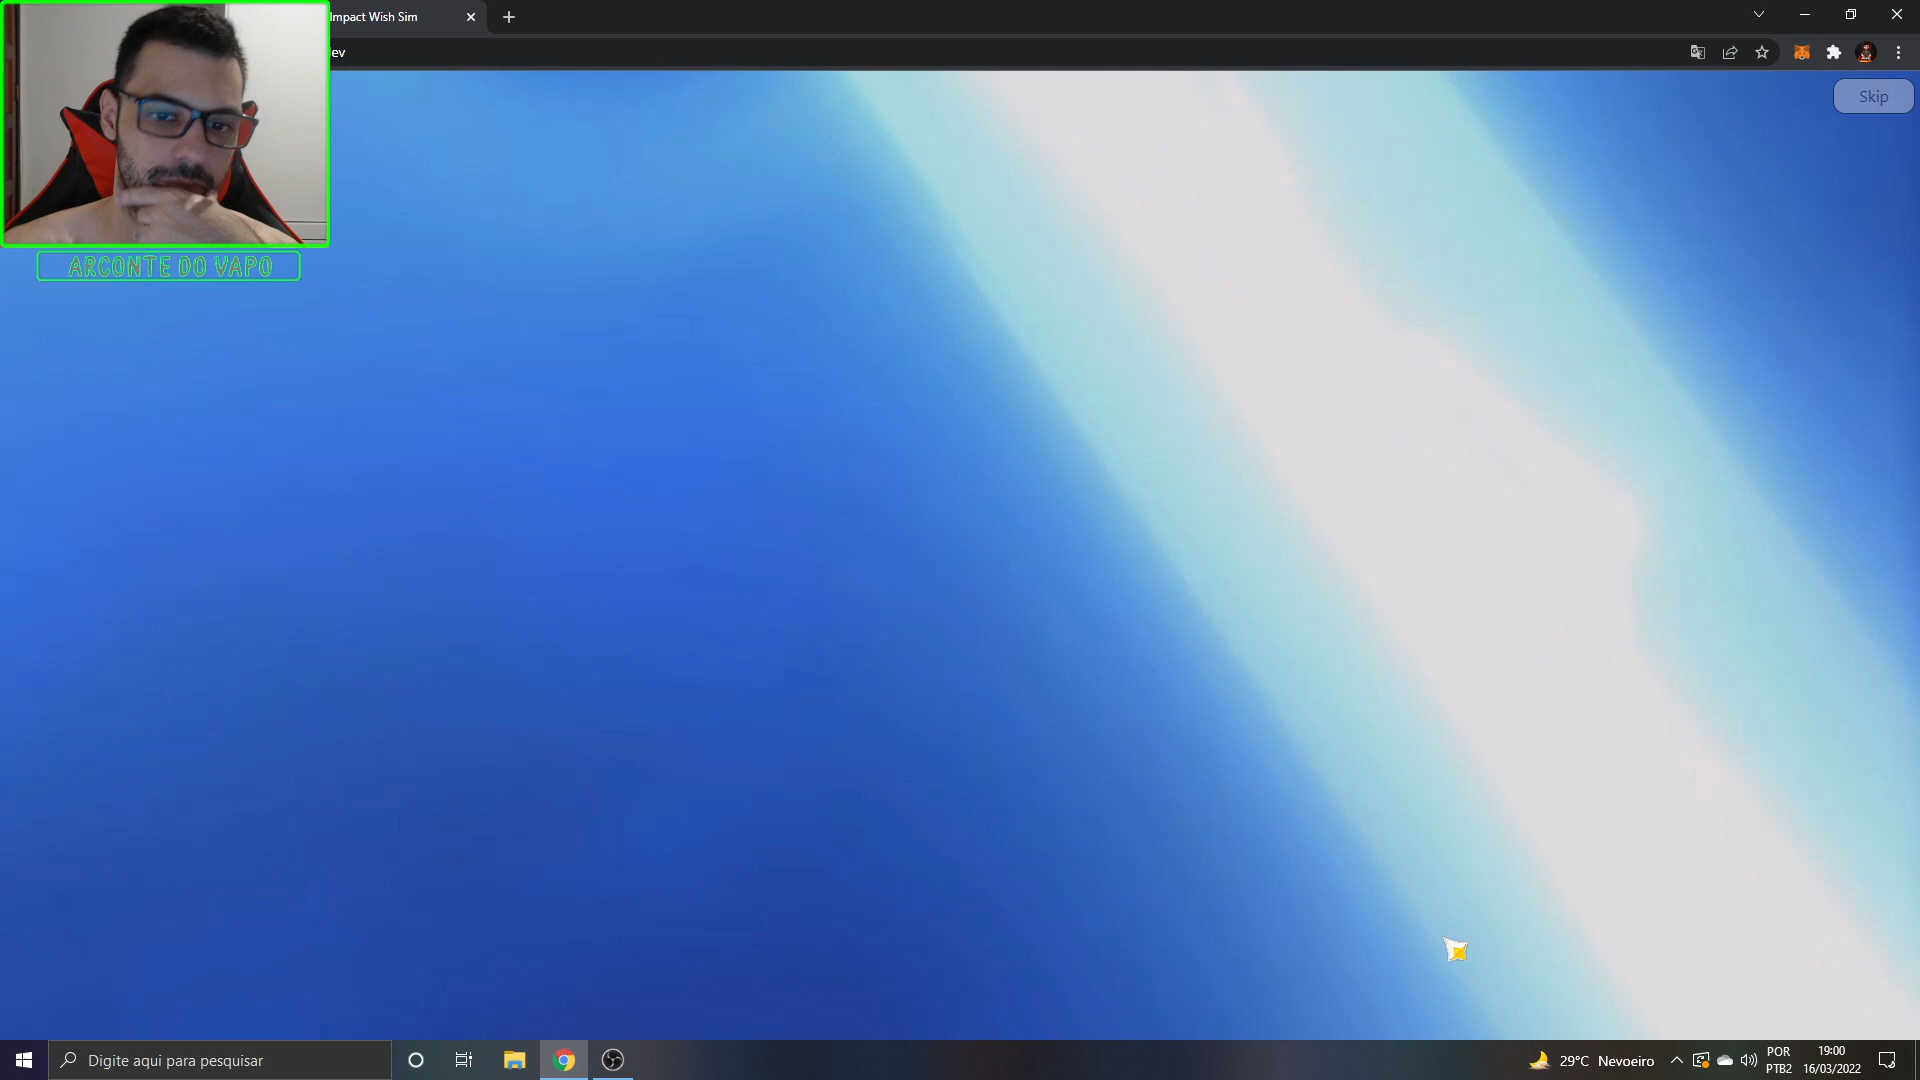 Impact Wish Sim
dev
Skip
ARCONTE DO VAPO
Digite aqui para pesquisar
29°C Nevoeiro
POR
PTB2
19:00
16/03/2022